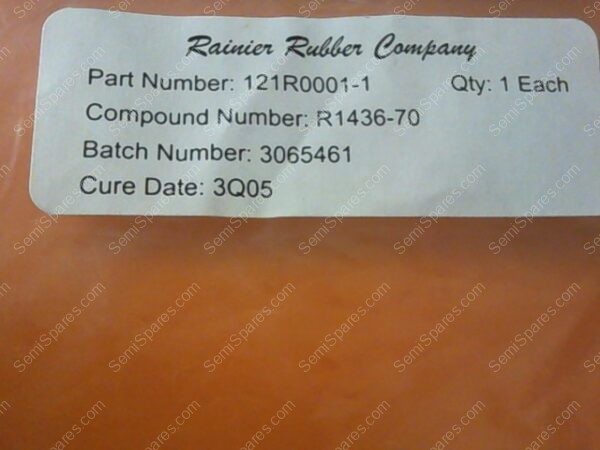 Rainier Rubber Company
Part Number: 121R0001-1 Qty: 1 Each
Compound Number: R1436-70
Batch Number: 3065461
Cure Date: 3Q05
SemiSpares.com